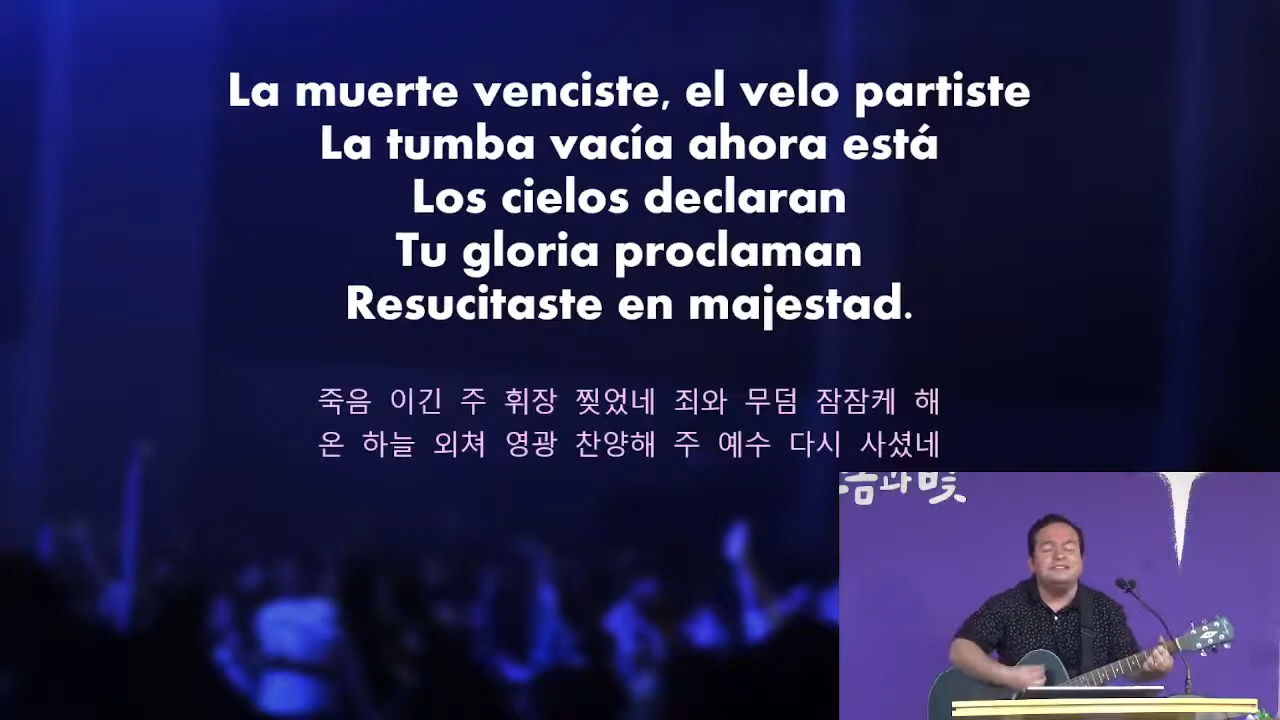 La muerte venciste, el velo partiste
La tumba vacía ahora está
Los cielos declaran
Tu gloria proclaman
Resucitaste en majestad.
죽음 이긴 주 휘장 찢었네 죄와 무덤 잠잠케 해
온 하늘 외쳐 영광 찬양해 주 예수 다시 사셨네